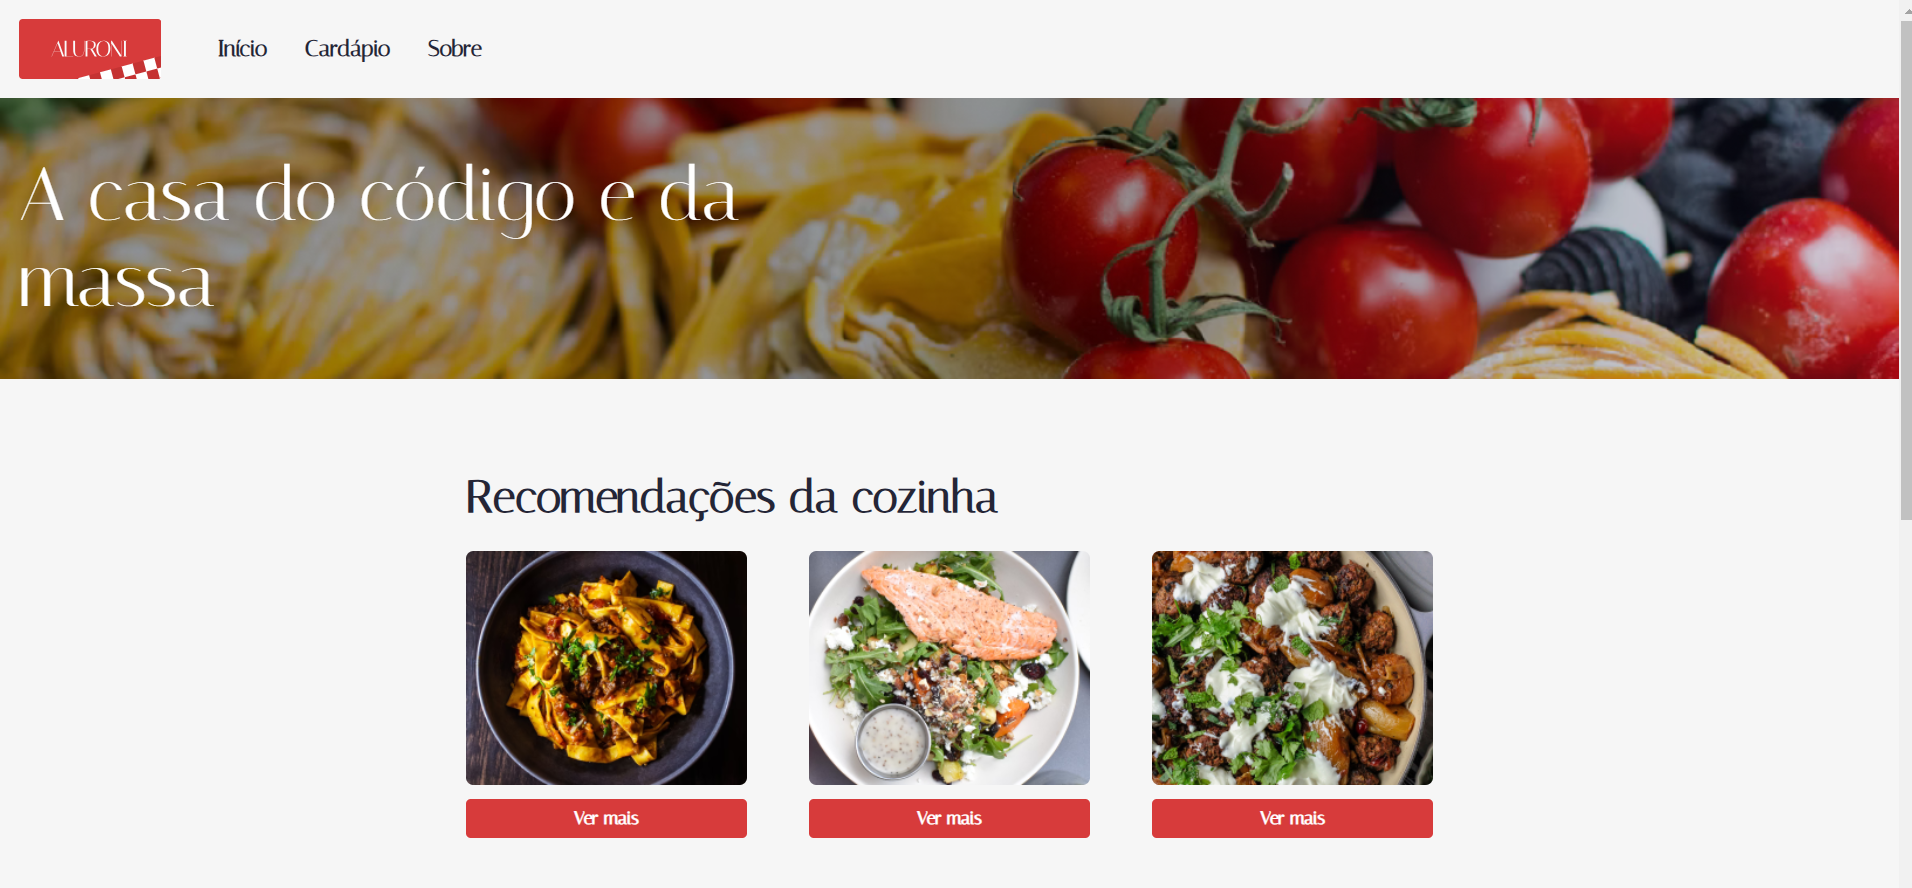 ALURONI
Início Cardápio Sobre
A casa do código e da
massa
Recomendações da cozinha
Ver mais Ver mais Ver mais